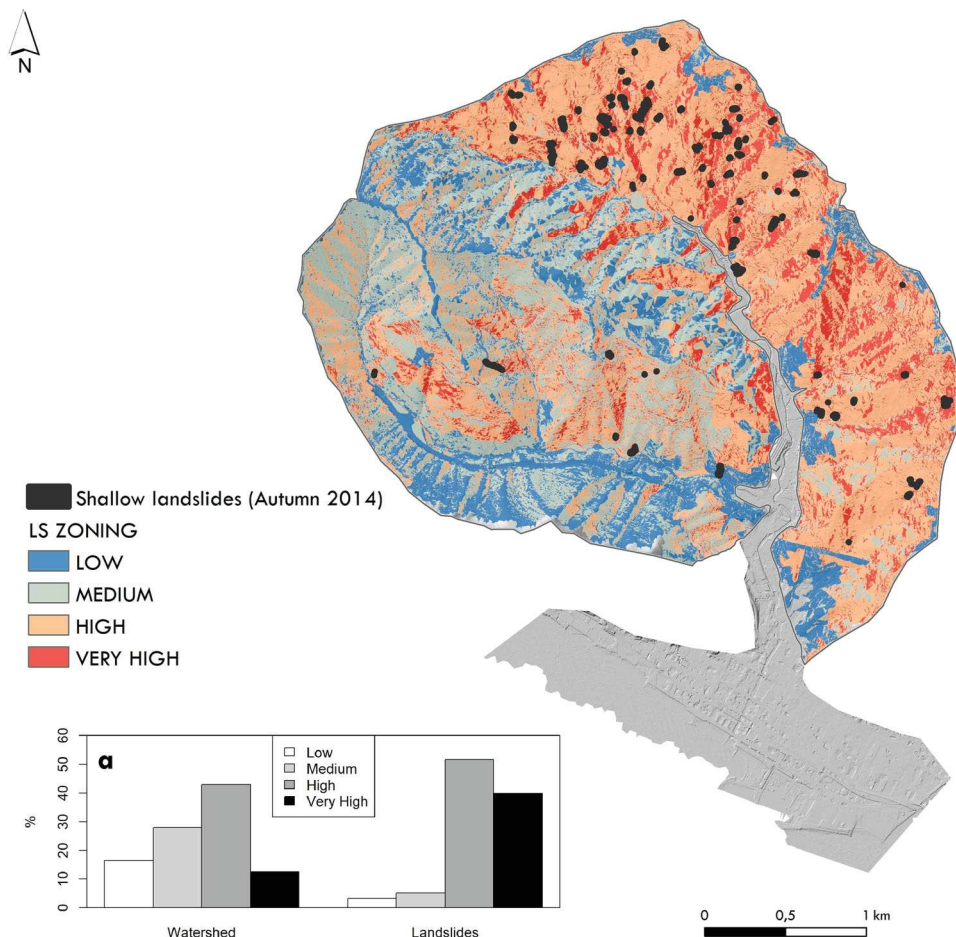 N
Shallow landslides (Autumn 2014)
LS ZONING
LOW
MEDIUM
HIGH
VERY HIGH
a
Low
Medium
High
Very High
60
50
40
30
20
10
0
%
Watershed
Landslides
0 0,5 1 km